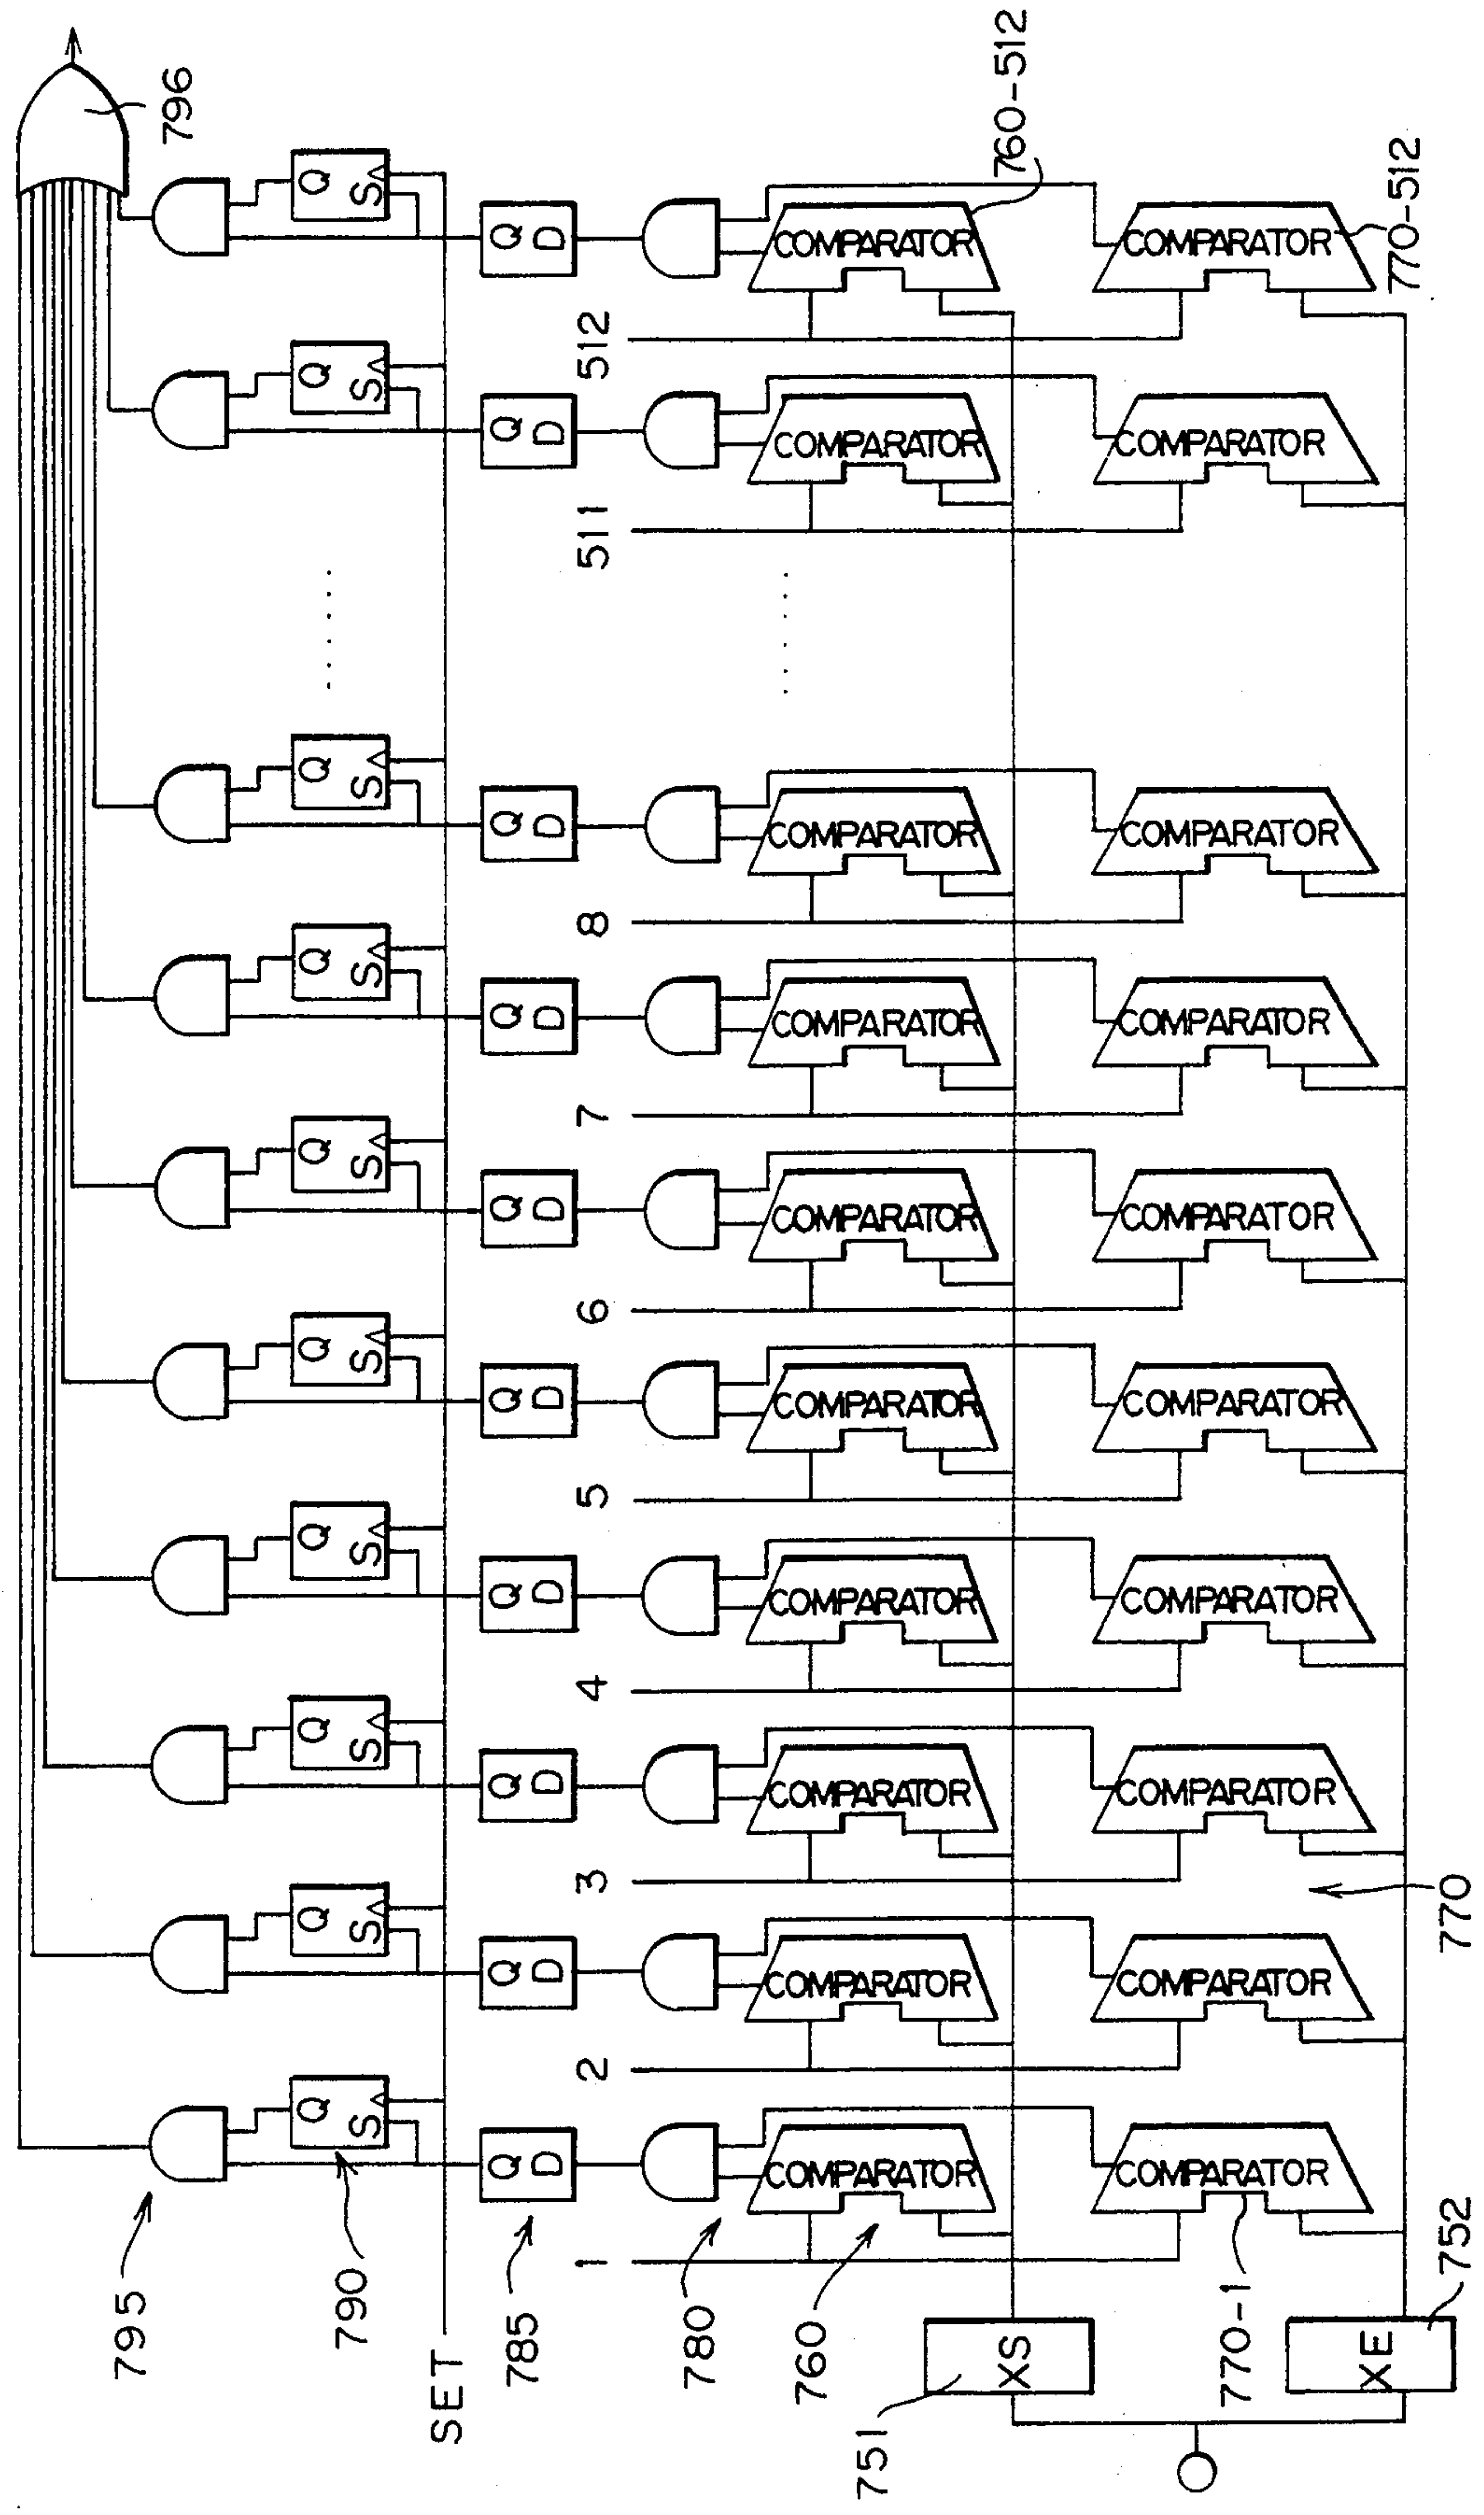 796
795
Q S Q S Q S Q S Q S Q S Q S Q S Q S Q S
790
SET
Q D Q D Q D Q D Q D Q D Q D Q D Q D Q D
785
1 2 3 4 5 6 7 8 511 512
780
COMPARATOR COMPARATOR COMPARATOR COMPARATOR COMPARATOR COMPARATOR COMPARATOR COMPARATOR COMPARATOR COMPARATOR
760
760-512
751
XS
COMPARATOR COMPARATOR COMPARATOR COMPARATOR COMPARATOR COMPARATOR COMPARATOR COMPARATOR COMPARATOR COMPARATOR
770-1
770-512
XE
752
770